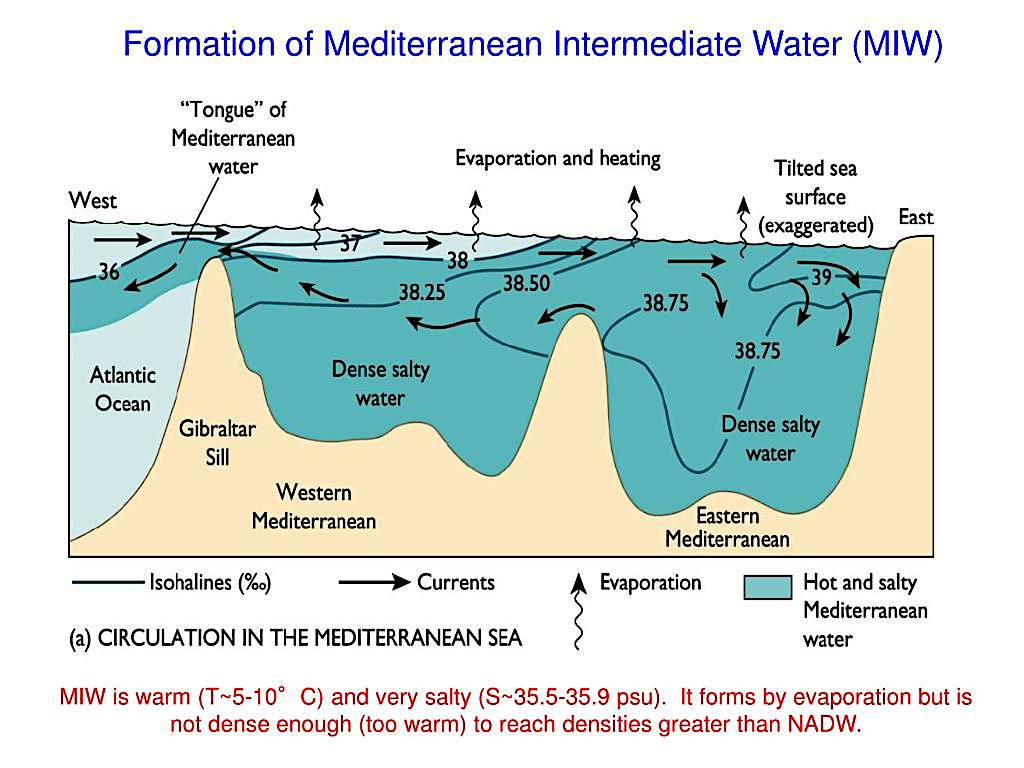 Formation of Mediterranean Intermediate Water (MIW)
“Tongue” of
Mediterranean
water
Evaporation and heating
Tilted sea
surface
(exaggerated)
West
East
36
37
38
38.25
38.50
38.75
39
38.75
Atlantic
Ocean
Dense salty
water
Gibraltar
Sill
Dense salty
water
Western
Mediterranean
Eastern
Mediterranean
Isohalines (‰)
Currents
Evaporation
Hot and salty
Mediterranean
water
(a) CIRCULATION IN THE MEDITERRANEAN SEA
MIW is warm (T~5-10° C) and very salty (S~35.5-35.9 psu). It forms by evaporation but is
not dense enough (too warm) to reach densities greater than NADW.